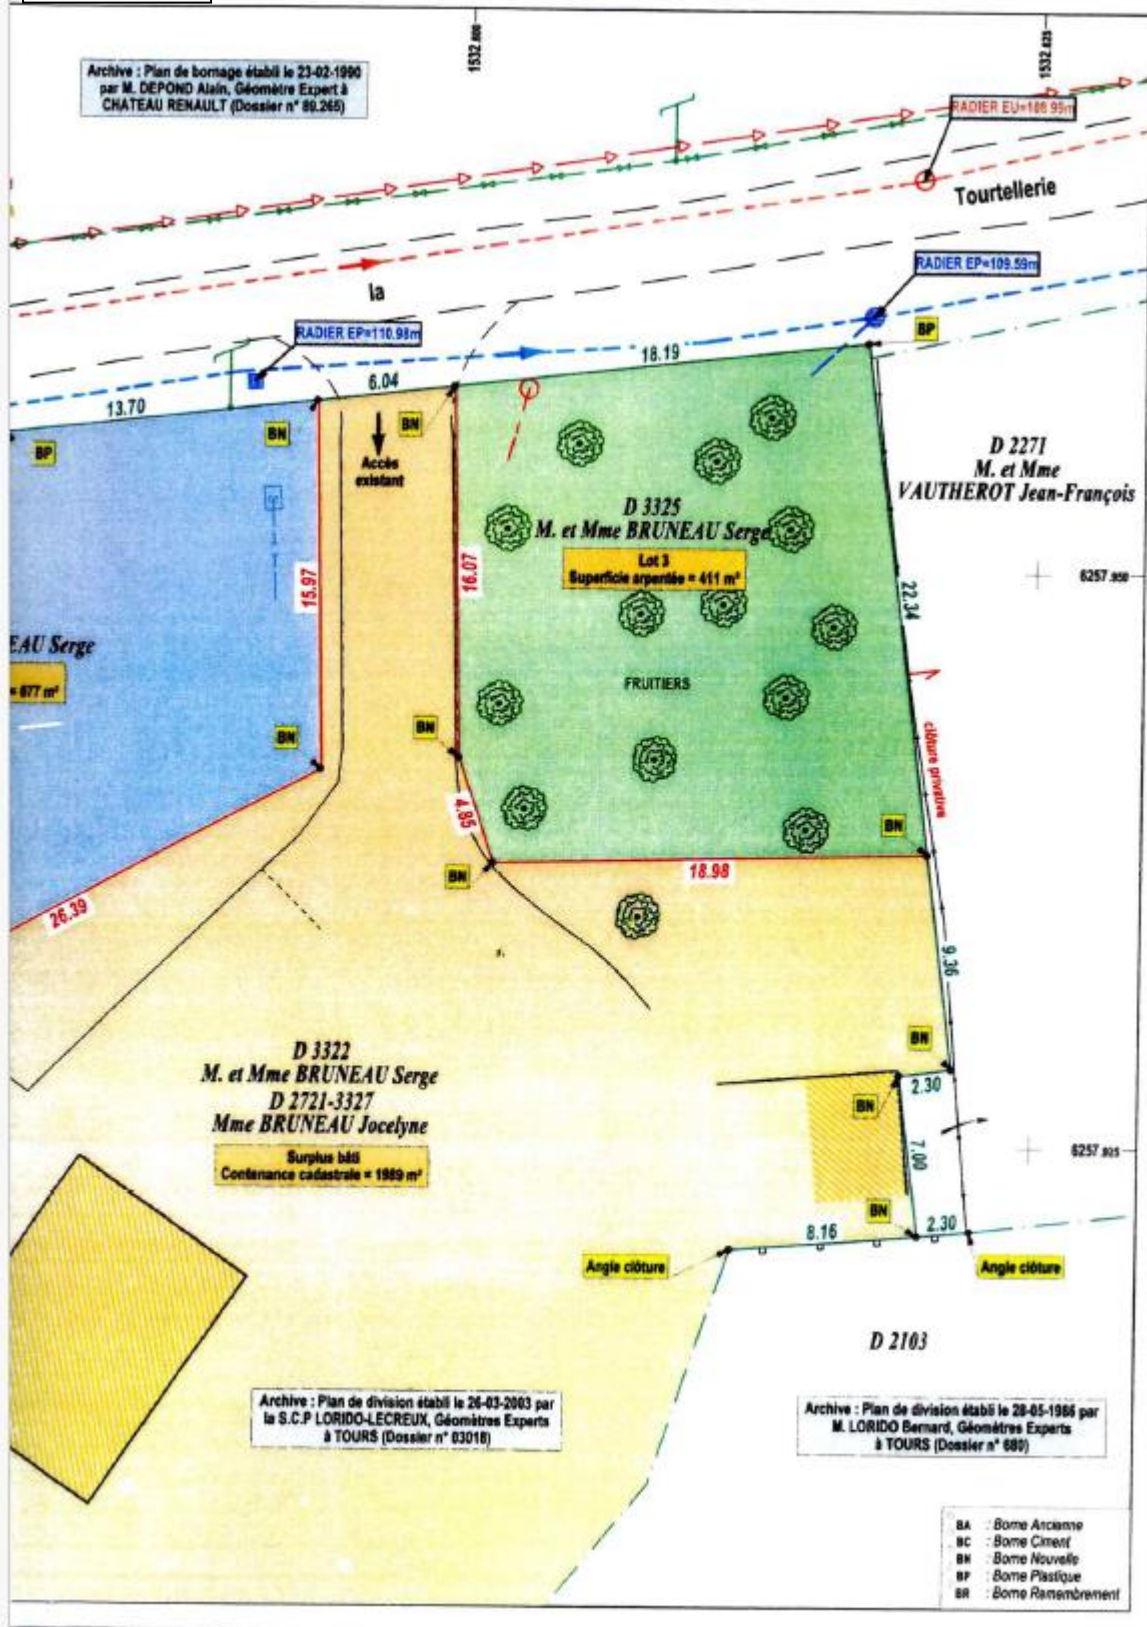 1532.600
1532.625
Archive : Plan de bornage établi le 23-02-1990
par M. DEPOND Alain, Géomètre Expert à
CHATEAU RENAULT (Dossier n° 89.265)
Tourtellerie
RADIER EP=109.59m
la
RADIER EP=110.98m
BP
18.19
6.04
13.70
BN
BN
BP
Accès
existant
D 2271
M. et Mme
VAUTHEROT Jean-François
D 3325
M. et Mme BRUNEAU Serge
Lot 3
Superficie arpentée = 411 m²
15.97
16.07
22.34
6257.950
EAU Serge
= 677 m²
FRUITIERS
BN
BN
clôture privative
4.85
BN
BN
18.98
26.39
9.36
D 3322
M. et Mme BRUNEAU Serge
D 2721-3327
Mme BRUNEAU Jocelyne
Surplus bâti
Contenance cadastrale = 1989 m²
BN
2.30
BN
7.00
6257.925
BN
8.16
2.30
Angle clôture
Angle clôture
D 2103
Archive : Plan de division établi le 26-03-2003 par
la S.C.P LORIDO-LECREUX, Géomètres Experts
à TOURS (Dossier n° 03018)
Archive : Plan de division établi le 28-05-1986 par
M. LORIDO Bernard, Géomètres Experts
à TOURS (Dossier n° 680)
BA : Borne Ancienne
BC : Borne Ciment
BN : Borne Nouvelle
BP : Borne Plastique
BR : Borne Remembrement